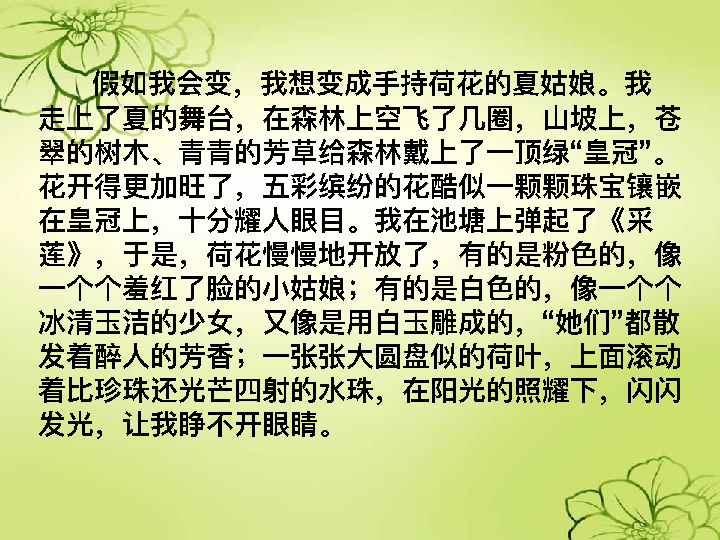 假如我会变，我想变成手持荷花的夏姑娘。我
走上了夏的舞台，在森林上空飞了几圈，山坡上，苍
翠的树木、青青的芳草给森林戴上了一顶绿“皇冠”。
花开得更加旺了，五彩缤纷的花酷似一颗颗珠宝镶嵌
在皇冠上，十分耀人眼目。我在池塘上弹起了《采
莲》，于是，荷花慢慢地开放了，有的是粉色的，像
一个个羞红了脸的小姑娘；有的是白色的，像一个个
冰清玉洁的少女，又像是用白玉雕成的，“她们”都散
发着醉人的芳香；一张张大圆盘似的荷叶，上面滚动
着比珍珠还光芒四射的水珠，在阳光的照耀下，闪闪
发光，让我睁不开眼睛。